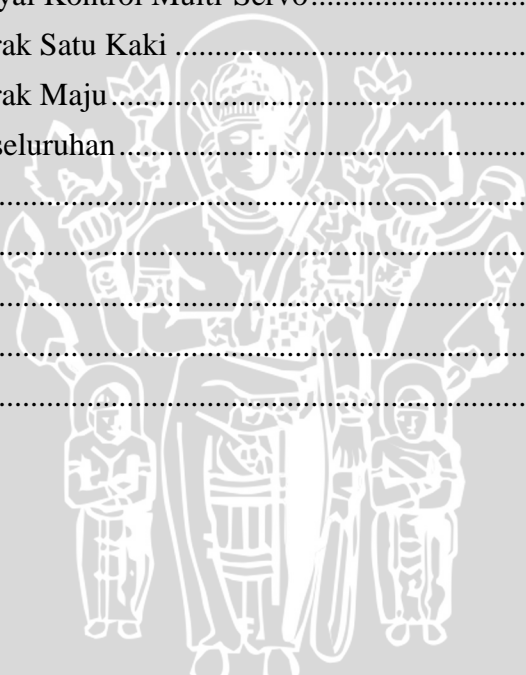 yal Kontrol Multi-Servo........................
rak Satu Kaki ................................................
rak Maju..........................................................
seluruhan........................................................
......................................................................
......................................................................
......................................................................
......................................................................
......................................................................